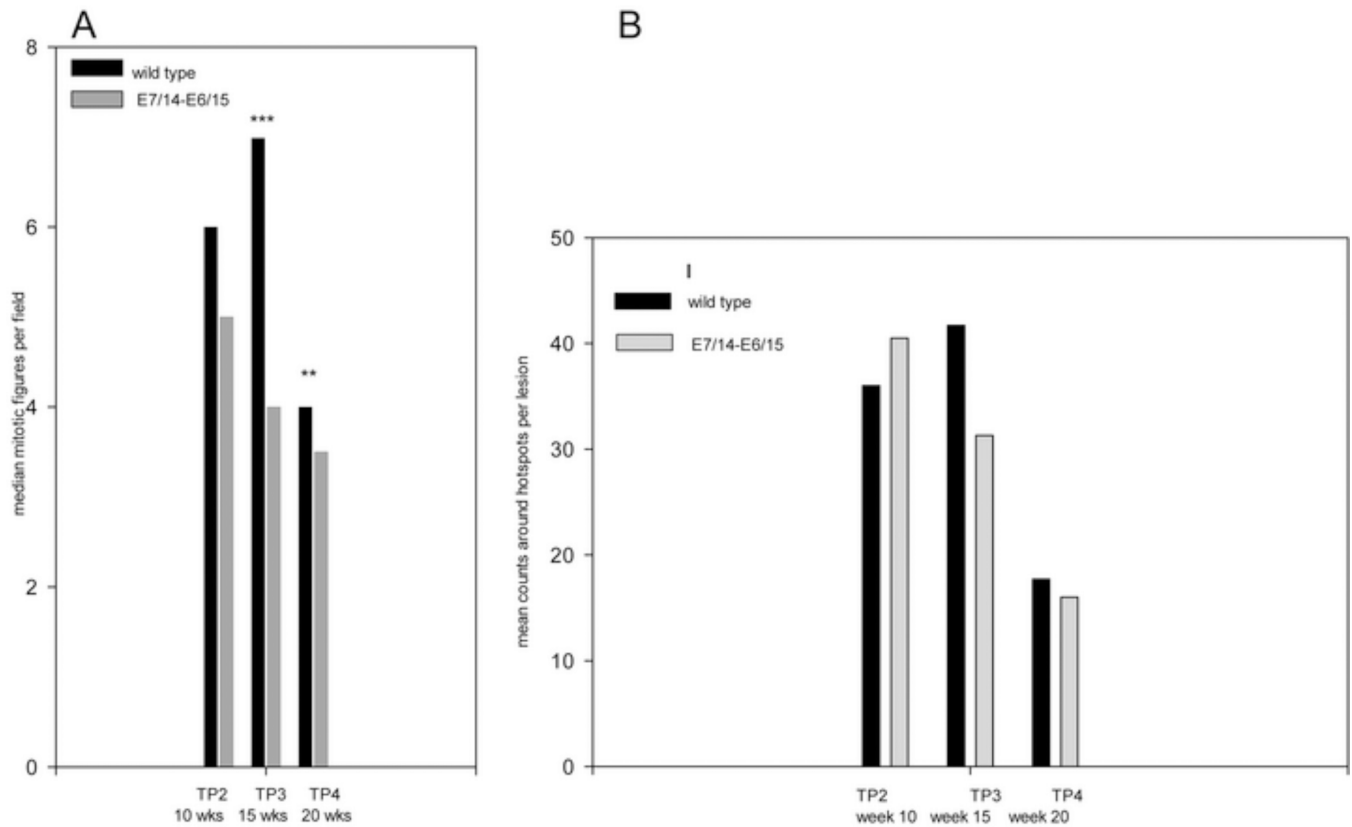 A
8
6
4
2
0
median mitotic figures per field
wild type
E7/14-E6/15
***
**
TP2 TP3 TP4
10 wks 15 wks 20 wks
B
50
40
30
20
10
0
mean counts around hotspots per lesion
I
wild type
E7/14-E6/15
TP2 TP3 TP4
week 10 week 15 week 20